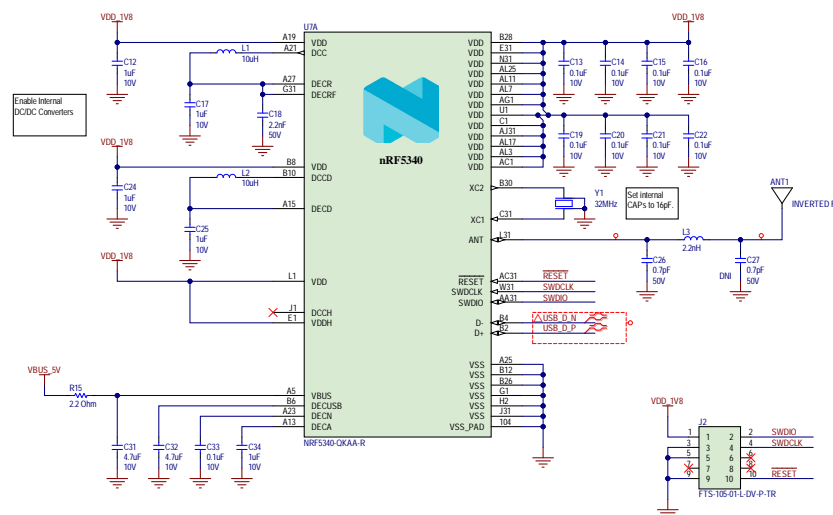 VDD_1V8
C12
1uF
10V
Enable Internal
DC/DC Converters
L1
10uH
C17
1uF
10V
C18
2.2nF
50V
VDD_1V8
C24
1uF
10V
L2
10uH
C25
1uF
10V
VDD_1V8
VBUS_5V
R15
2.2 Ohm
C31
4.7uF
10V
C32
4.7uF
10V
C33
0.1uF
10V
C34
1uF
10V
U7A
A19 VDD
A21 DCC
A27 DECR
G31 DECRF
B8 VDD
B10 DCCD
A15 DECD
L1 VDD
J1 DCCH
E1 VDDH
A5 VBUS
B6 DECUSB
A23 DECN
A13 DECA
nRF5340
NRF5340-QKAA-R
VDD B28
VDD E31
VDD N31
VDD AL25
VDD AL11
VDD AL7
VDD AG1
VDD U1
VDD C1
VDD AJ31
VDD AL17
VDD AL3
VDD AC1
XC2 B30
XC1 C31
ANT L31
RESET AC31 RESET
SWDCLK W31 SWDCLK
SWDIO AA31 SWDIO
D- B4 USB_D_N
D+ B2 USB_D_P
VSS A25
VSS B12
VSS B26
VSS G1
VSS H2
VSS J31
VSS_PAD 104
VDD_1V8
C13
0.1uF
10V
C14
0.1uF
10V
C15
0.1uF
10V
C16
0.1uF
10V
C19
0.1uF
10V
C20
0.1uF
10V
C21
0.1uF
10V
C22
0.1uF
10V
Y1
32MHz
Set internal
CAPs to 16pF.
ANT1
INVERTED F
L3
2.2nH
C26
0.7pF
50V
DNI
C27
0.7pF
50V
VDD_1V8
J2
1 1 2 2 SWDIO
3 3 4 4 SWDCLK
5 5 6 6
7 7 8 8
9 9 10 10 RESET
FTS-105-01-L-DV-P-TR